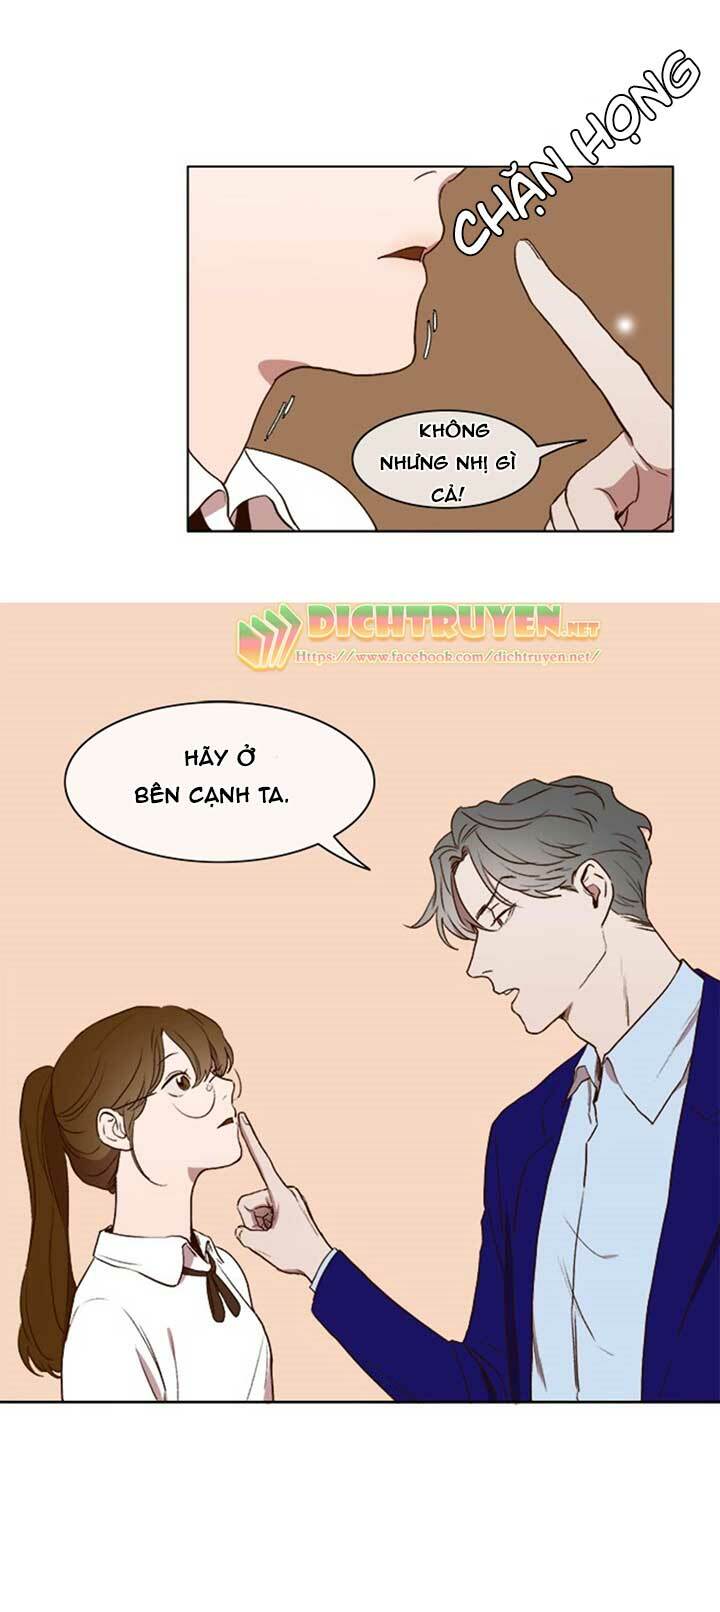 CHẶN HỌNG
KHÔNG
NHƯNG NHỊ GÌ
CẢ!
DICHTRUYEN.NET
Https://www.facebook.com/dichtruyen.net/
HÃY Ở
BÊN CẠNH TA.